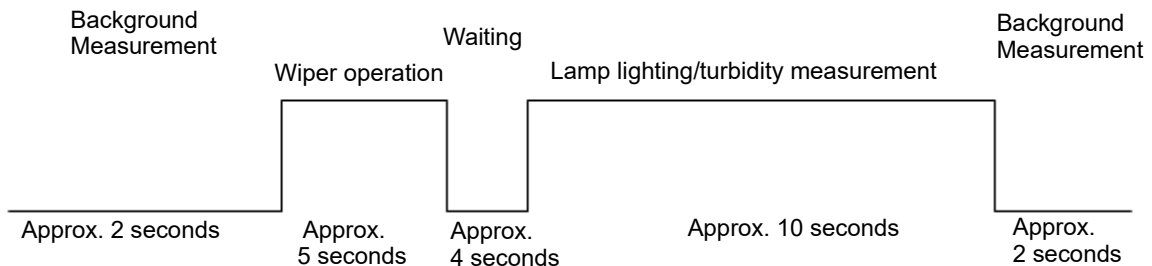 Background
Measurement
Wiper operation
Waiting
Lamp lighting/turbidity measurement
Background
Measurement
Approx. 2 seconds
Approx.
5 seconds
Approx.
4 seconds
Approx. 10 seconds
Approx.
2 seconds